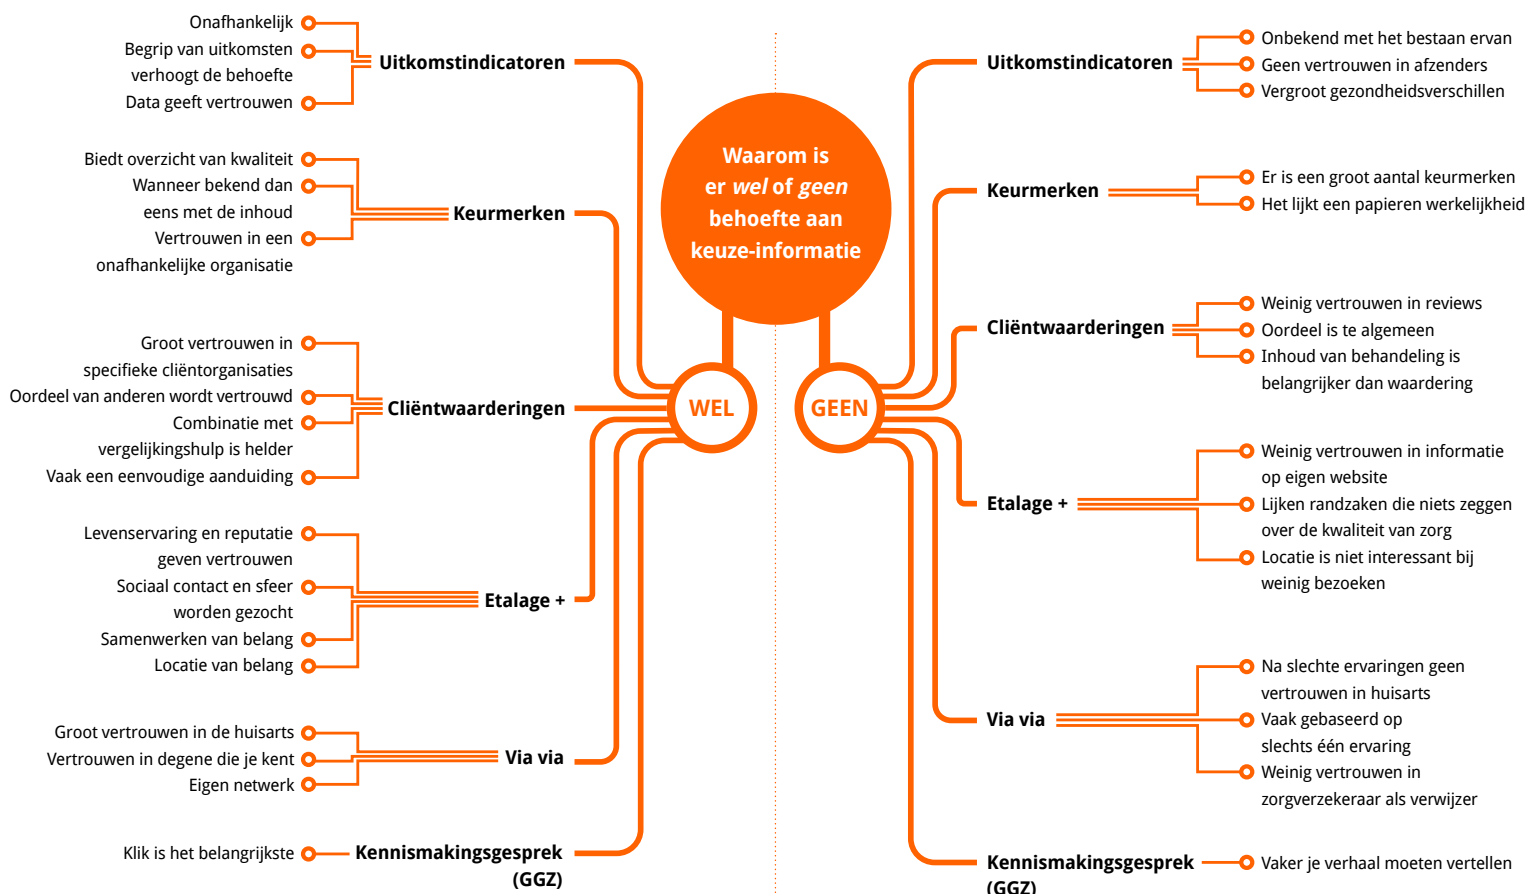 Waarom is
er wel of geen
behoefte aan
keuze-informatie
WEL
Uitkomstindicatoren
Onafhankelijk
Begrip van uitkomsten
verhoogt de behoefte
Data geeft vertrouwen
Keurmerken
Biedt overzicht van kwaliteit
Wanneer bekend dan
eens met de inhoud
Vertrouwen in een
onafhankelijke organisatie
Cliëntwaarderingen
Groot vertrouwen in
specifieke cliëntorganisaties
Oordeel van anderen wordt vertrouwd
Combinatie met
vergelijkingshulp is helder
Vaak een eenvoudige aanduiding
Etalage +
Levenservaring en reputatie
geven vertrouwen
Sociaal contact en sfeer
worden gezocht
Samenwerken van belang
Locatie van belang
Via via
Groot vertrouwen in de huisarts
Vertrouwen in degene die je kent
Eigen netwerk
Kennismakingsgesprek
(GGZ)
Klik is het belangrijkste
GEEN
Uitkomstindicatoren
Onbekend met het bestaan ervan
Geen vertrouwen in afzenders
Vergroot gezondheidsverschillen
Keurmerken
Er is een groot aantal keurmerken
Het lijkt een papieren werkelijkheid
Cliëntwaarderingen
Weinig vertrouwen in reviews
Oordeel is te algemeen
Inhoud van behandeling is
belangrijker dan waardering
Etalage +
Weinig vertrouwen in informatie
op eigen website
Lijken randzaken die niets zeggen
over de kwaliteit van zorg
Locatie is niet interessant bij
weinig bezoeken
Via via
Na slechte ervaringen geen
vertrouwen in huisarts
Vaak gebaseerd op
slechts één ervaring
Weinig vertrouwen in
zorgverzekeraar als verwijzer
Kennismakingsgesprek
(GGZ)
Vaker je verhaal moeten vertellen